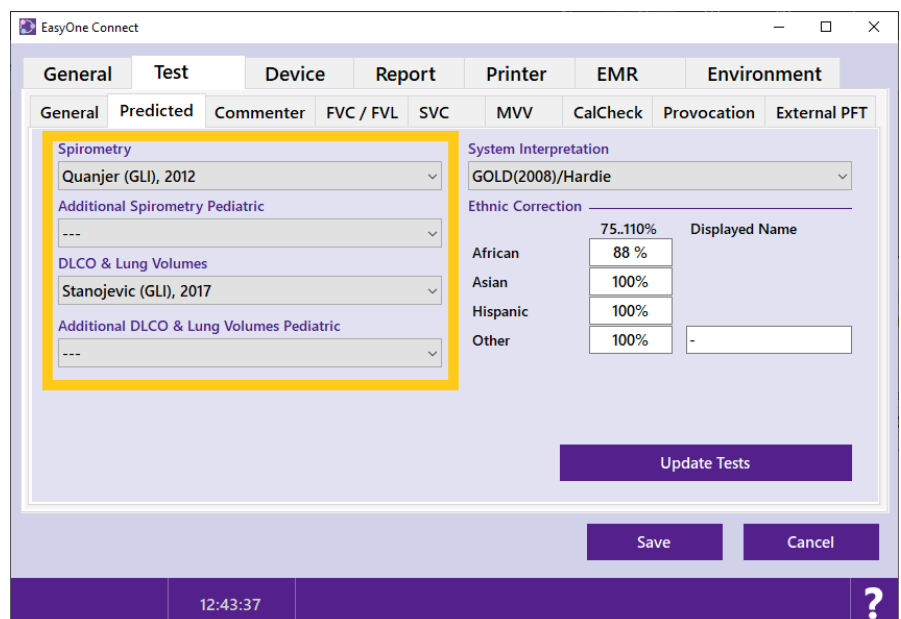 EasyOne Connect
General Test Device Report Printer EMR Environment
General Predicted Commenter FVC / FVL SVC MVV CalCheck Provocation External PFT
Spirometry
Quanjer (GLI), 2012
Additional Spirometry Pediatric
---
DLCO & Lung Volumes
Stanojevic (GLI), 2017
Additional DLCO & Lung Volumes Pediatric
---
System Interpretation
GOLD(2008)/Hardie
Ethnic Correction
75..110% Displayed Name
African 88 %
Asian 100%
Hispanic 100%
Other 100% -
Update Tests
Save Cancel
12:43:37 ?